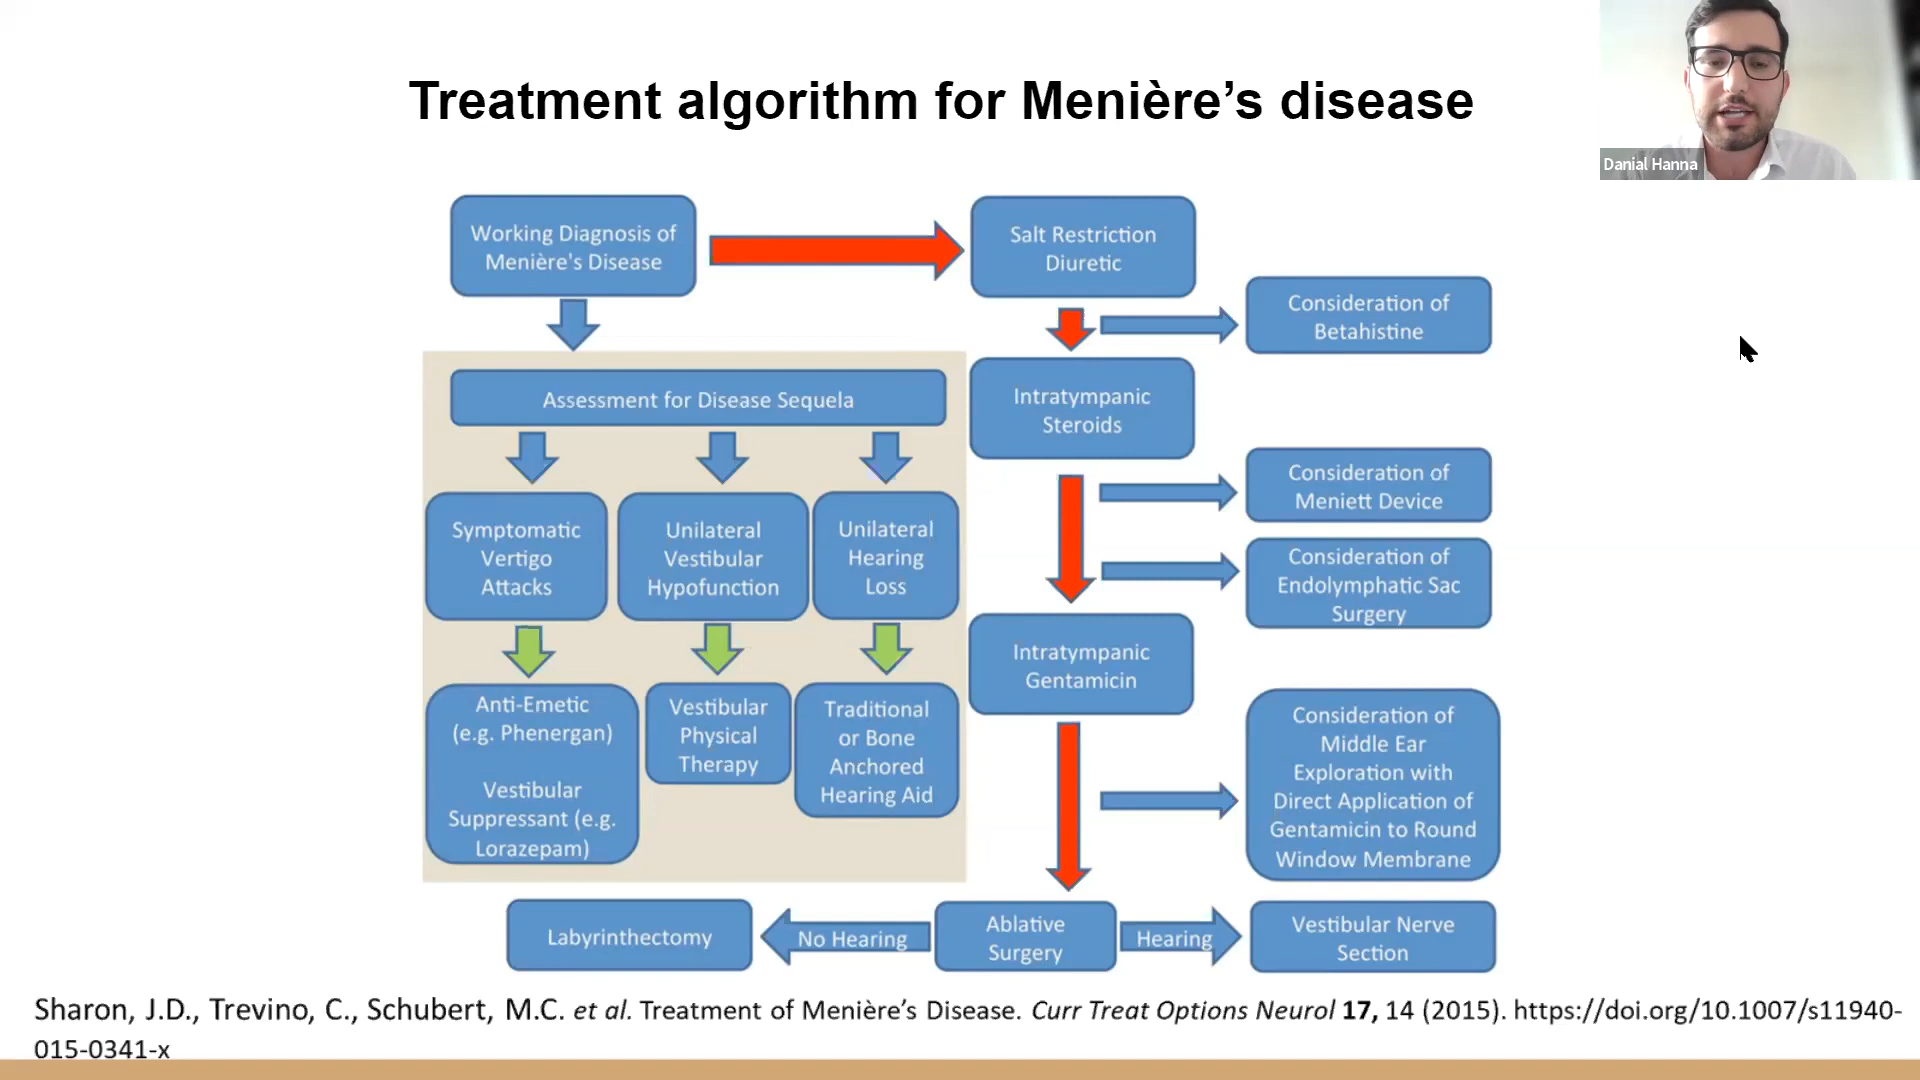 Treatment algorithm for Menière’s disease
Danial Hanna
Working Diagnosis of
Menière's Disease
Salt Restriction
Diuretic
Consideration of
Betahistine
Assessment for Disease Sequela
Intratympanic
Steroids
Consideration of
Meniett Device
Symptomatic
Vertigo
Attacks
Unilateral
Vestibular
Hypofunction
Unilateral
Hearing
Loss
Consideration of
Endolymphatic Sac
Surgery
Intratympanic
Gentamicin
Anti-Emetic
(e.g. Phenergan)
Vestibular
Suppressant (e.g.
Lorazepam)
Vestibular
Physical
Therapy
Traditional
or Bone
Anchored
Hearing Aid
Consideration of
Middle Ear
Exploration with
Direct Application of
Gentamicin to Round
Window Membrane
Labyrinthectomy
No Hearing
Ablative
Surgery
Hearing
Vestibular Nerve
Section
Sharon, J.D., Trevino, C., Schubert, M.C. et al. Treatment of Menière’s Disease. Curr Treat Options Neurol 17, 14 (2015). https://doi.org/10.1007/s11940-
015-0341-x